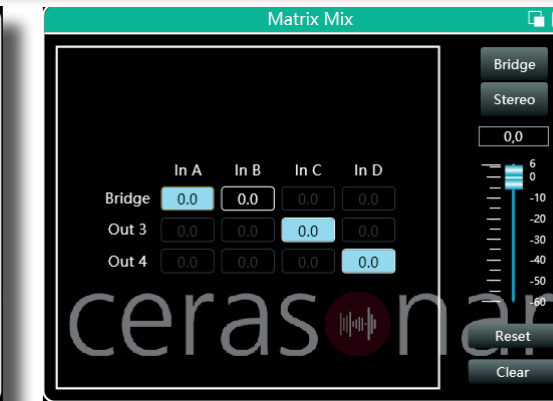 Matrix Mix
Bridge
Stereo
0,0
In A In B In C In D
Bridge 0.0 0.0 0.0 0.0
Out 3 0.0 0.0 0.0 0.0
Out 4 0.0 0.0 0.0 0.0
6
0
-10
-20
-30
-40
-50
-60
cerasonar
Reset
Clear